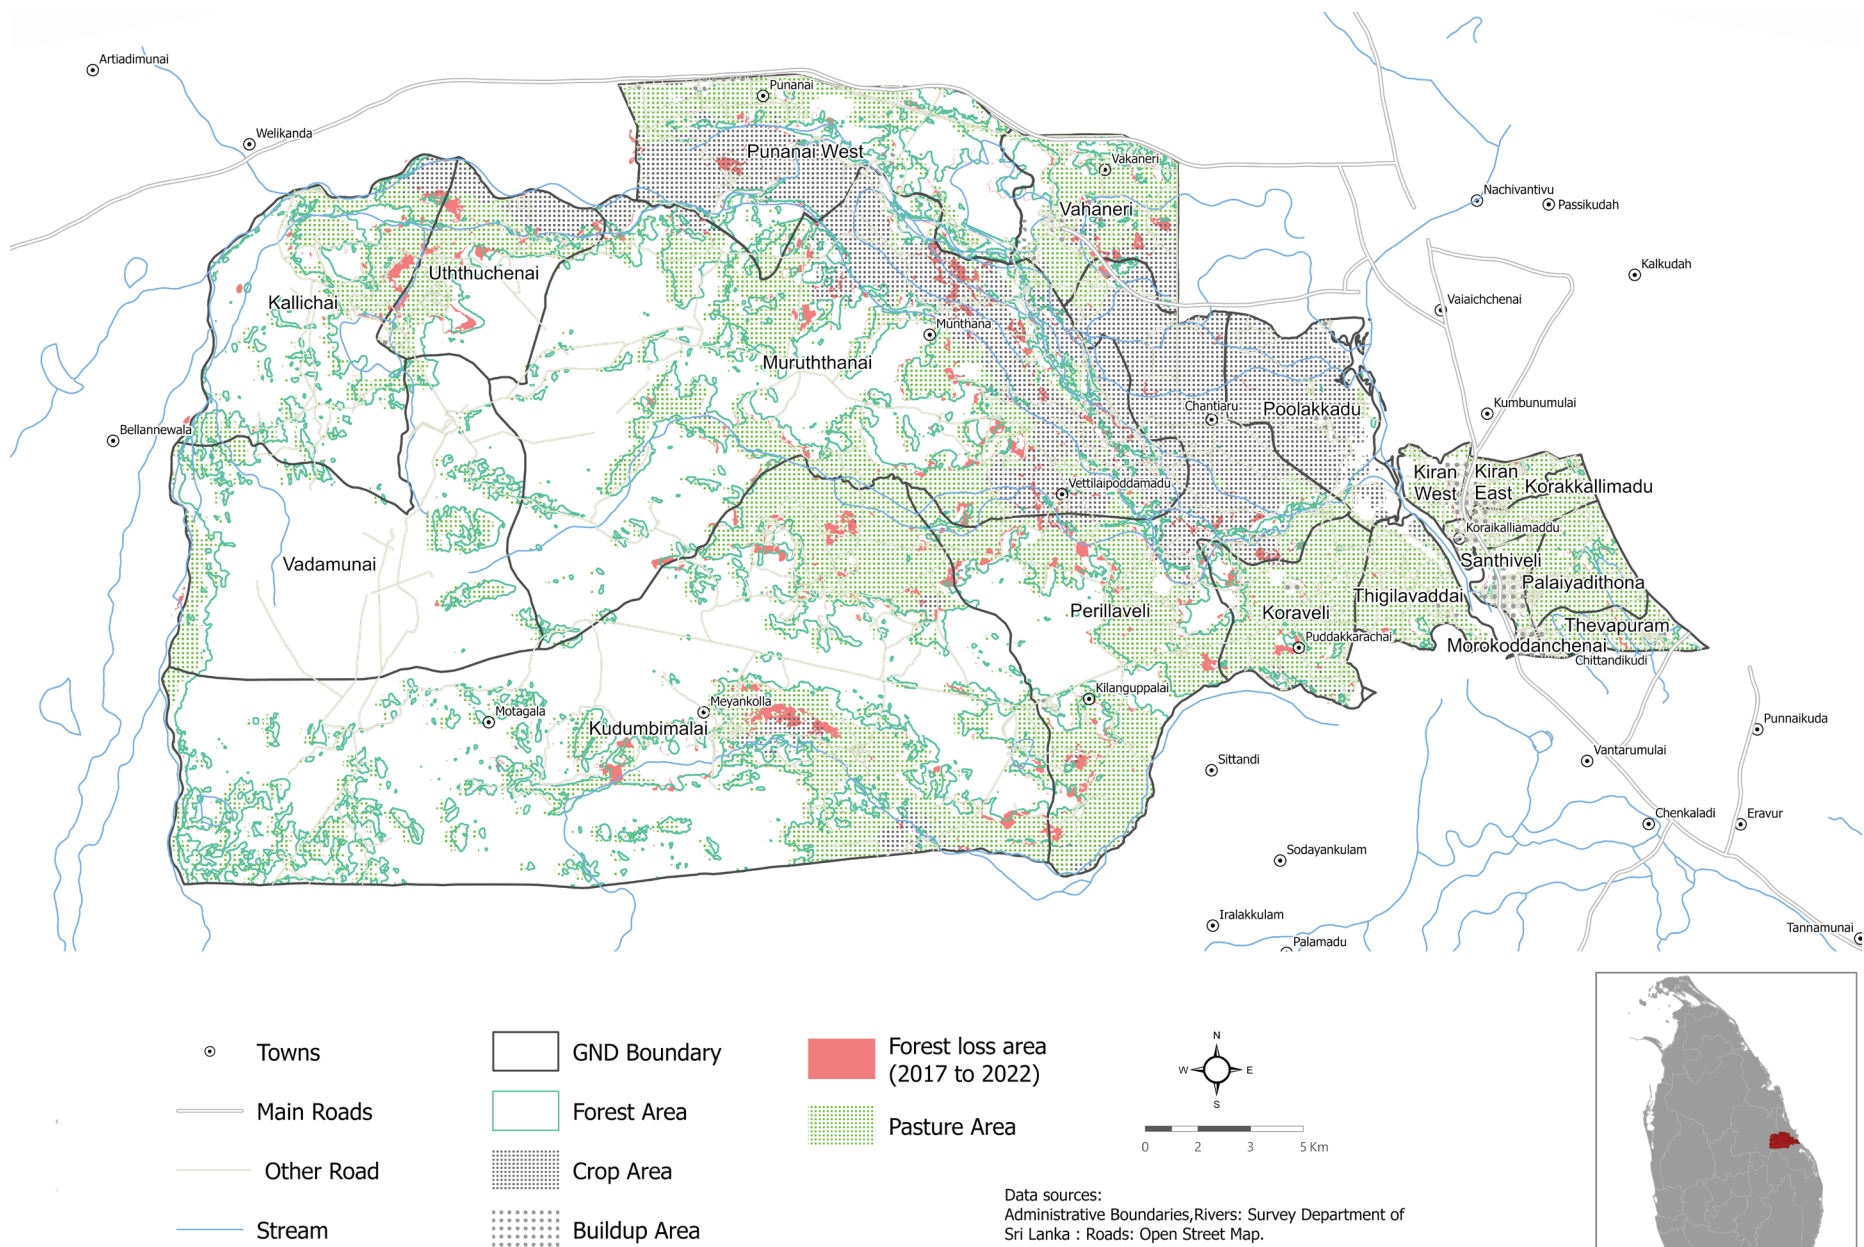 Artiadimunai
Welikanda
Punanai
Punanai West
Vakaneri
Vahaneri
Nachivantivu
Passikudah
Kalkudah
Vaiaichchenai
Uththuchenai
Kallichai
Munthana
Muruththanai
Chantiaru
Poolakkadu
Kumbunumulai
Bellannewala
Kiran
West
Kiran
East
Korakkallimadu
Vettilaipoddamadu
Koraikalliamaddu
Santhiveli
Vadamunai
Palaiyadithona
Perillaveli
Koraveli
Thigilavaddai
Thevapuram
Puddakkarachai
Morokoddanchenai
Chittandikudi
Kilanguppalai
Meyankolla
Motagala
Kudumbimalai
Punnaikuda
Vantarumulai
Sittandi
Chenkaladi
Eravur
Sodayankulam
Iralakkulam
Palamadu
Tannamunai
Towns
Main Roads
Other Road
Stream
GND Boundary
Forest Area
Crop Area
Buildup Area
Forest loss area
(2017 to 2022)
Pasture Area
N
W
E
S
0 2 3 5 Km
Data sources:
Administrative Boundaries,Rivers: Survey Department of
Sri Lanka : Roads: Open Street Map.